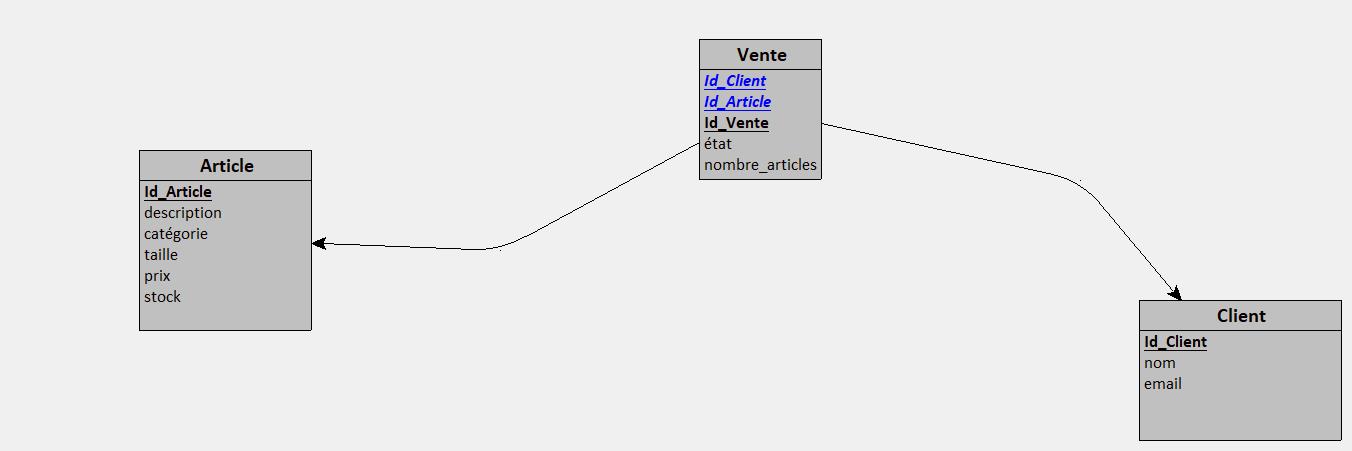 Vente
Id_Client
Id_Article
Id_Vente
état
nombre_articles
Article
Id_Article
description
catégorie
taille
prix
stock
Client
Id_Client
nom
email